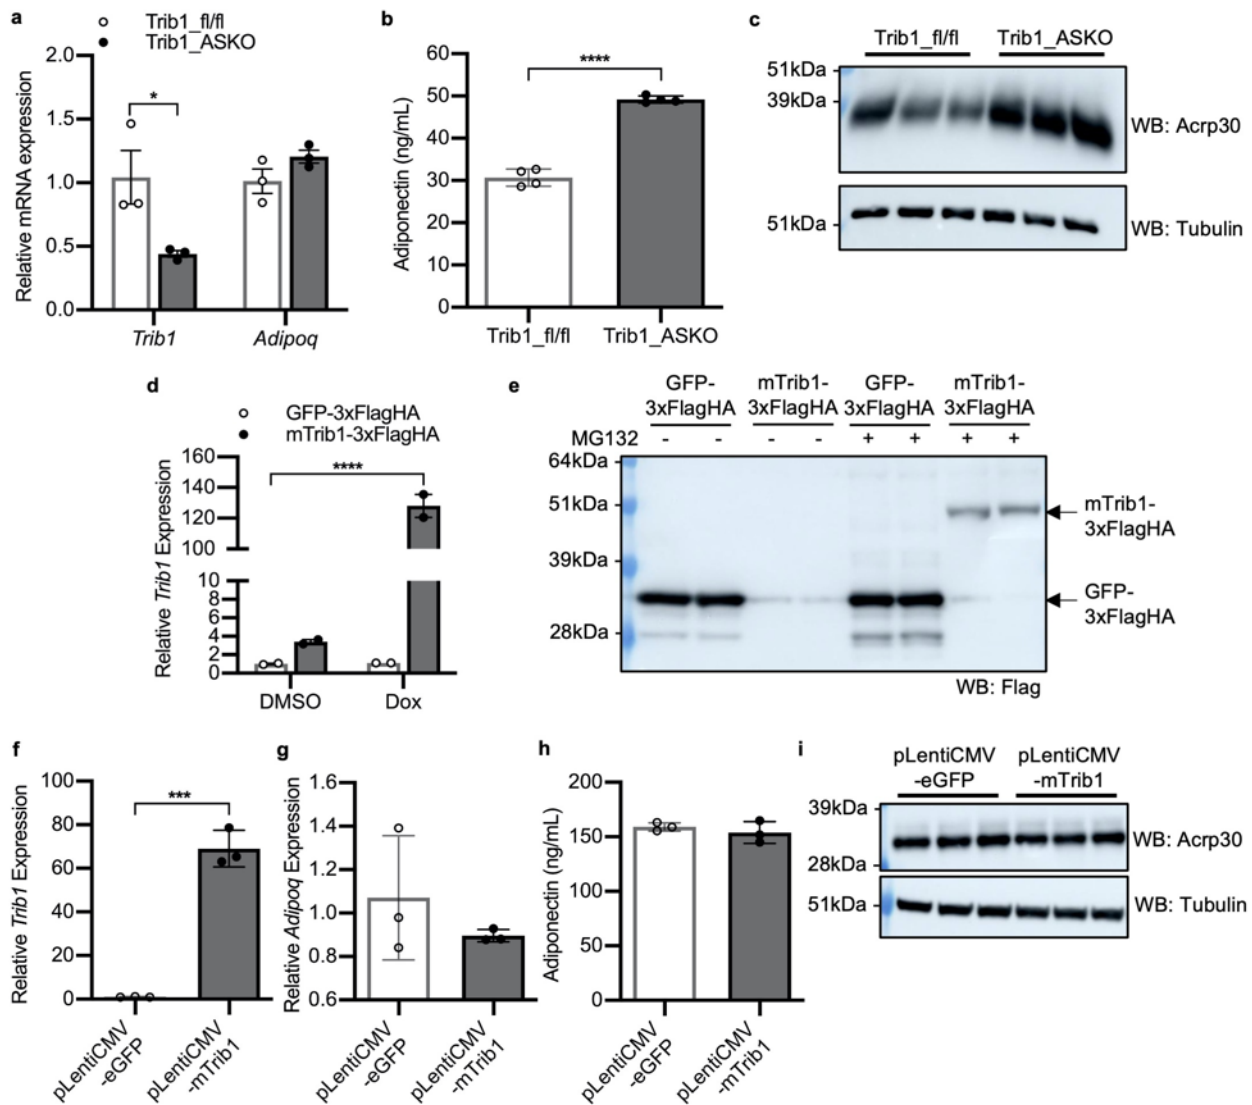 a
Trib1_fl/fl
Trib1_ASKO
Relative mRNA expression
2.0
1.5
1.0
0.5
0.0
*
Trib1
Adipoq
b
Adiponectin (ng/mL)
60
50
40
30
20
10
0
****
Trib1_fl/fl
Trib1_ASKO
c
Trib1_fl/fl
Trib1_ASKO
51kDa
39kDa
WB: Acrp30
51kDa
WB: Tubulin
d
GFP-3xFlagHA
mTrib1-3xFlagHA
Relative Trib1 Expression
160
140
120
100
10
8
6
4
2
0
****
DMSO
Dox
e
GFP-
3xFlagHA
mTrib1-
3xFlagHA
GFP-
3xFlagHA
mTrib1-
3xFlagHA
MG132 - - - - + + + +
64kDa
51kDa
39kDa
28kDa
mTrib1-
3xFlagHA
GFP-
3xFlagHA
WB: Flag
f
Relative Trib1 Expression
100
80
60
40
20
0
***
pLentiCMV
-eGFP
pLentiCMV
-mTrib1
g
Relative Adipoq Expression
1.6
1.4
1.2
1.0
0.8
0.6
pLentiCMV
-eGFP
pLentiCMV
-mTrib1
h
Adiponectin (ng/mL)
200
150
100
50
0
pLentiCMV
-eGFP
pLentiCMV
-mTrib1
i
pLentiCMV
-eGFP
pLentiCMV
-mTrib1
39kDa
28kDa
WB: Acrp30
51kDa
WB: Tubulin